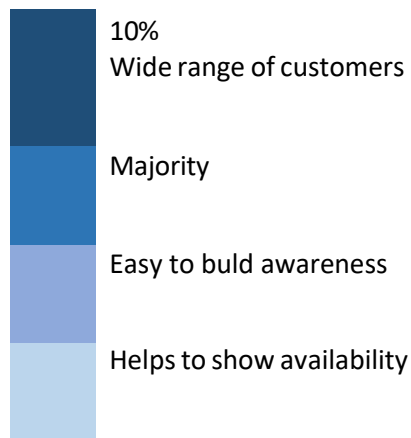 10%
Wide range of customers
Majority
Easy to buld awareness
Helps to show availability